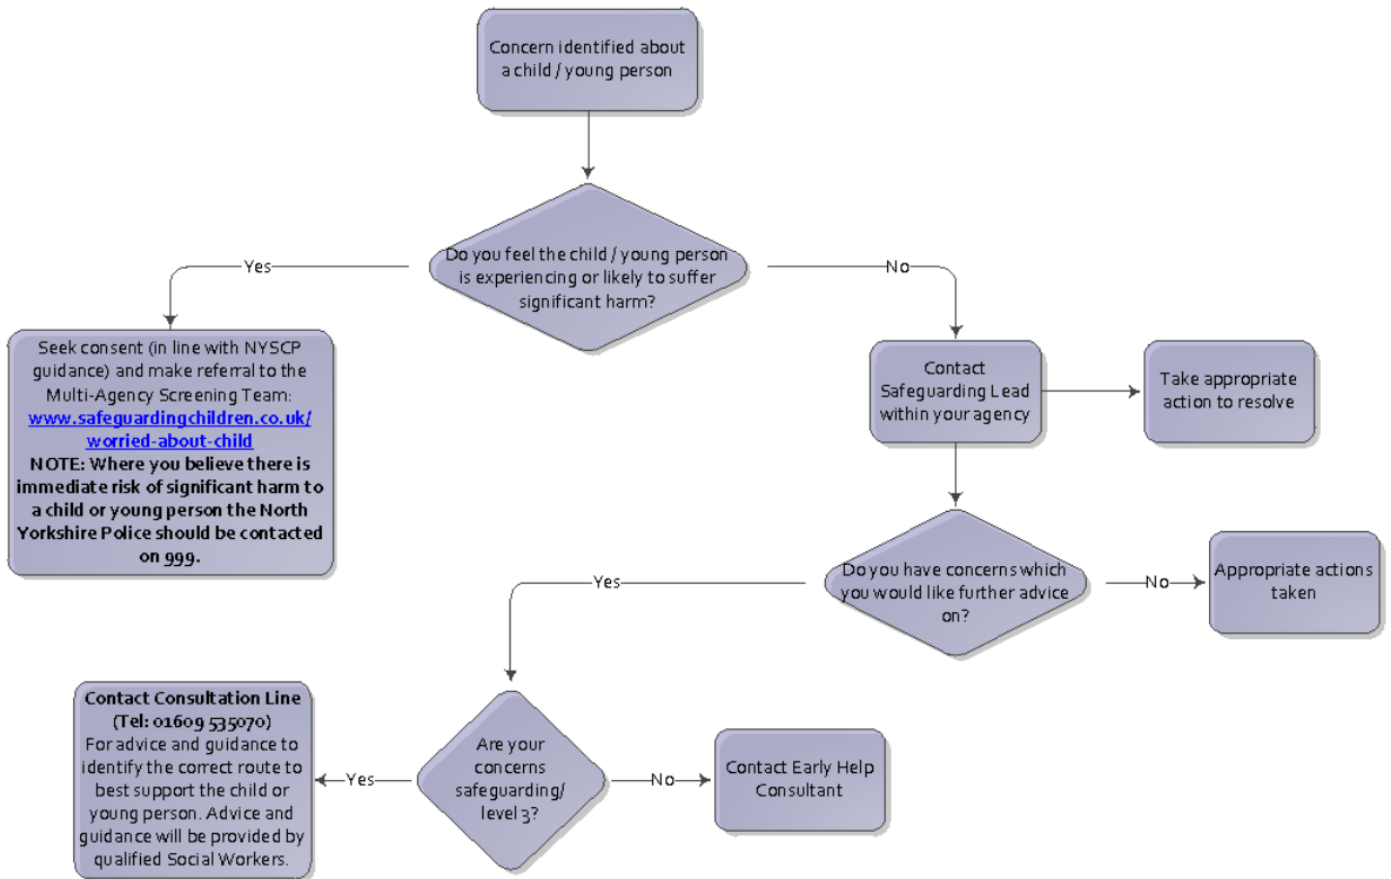 Concern identified about
a child / young person
Do you feel the child / young person
is experiencing or likely to suffer
significant harm?
Yes
No
Seek consent (in line with NYSCP
guidance) and make referral to the
Multi-Agency Screening Team:
www.safeguardingchildren.co.uk/
worried-about-child
NOTE: Where you believe there is
immediate risk of significant harm to
a child or young person the North
Yorkshire Police should be contacted
on 999.
Contact
Safeguarding Lead
within your agency
Take appropriate
action to resolve
Do you have concerns which
you would like further advice
on?
Yes
No
Appropriate actions
taken
Are your
concerns
safeguarding/
level 3?
Yes
No
Contact Consultation Line
(Tel: 01609 535070)
For advice and guidance to
identify the correct route to
best support the child or
young person. Advice and
guidance will be provided by
qualified Social Workers.
Contact Early Help
Consultant